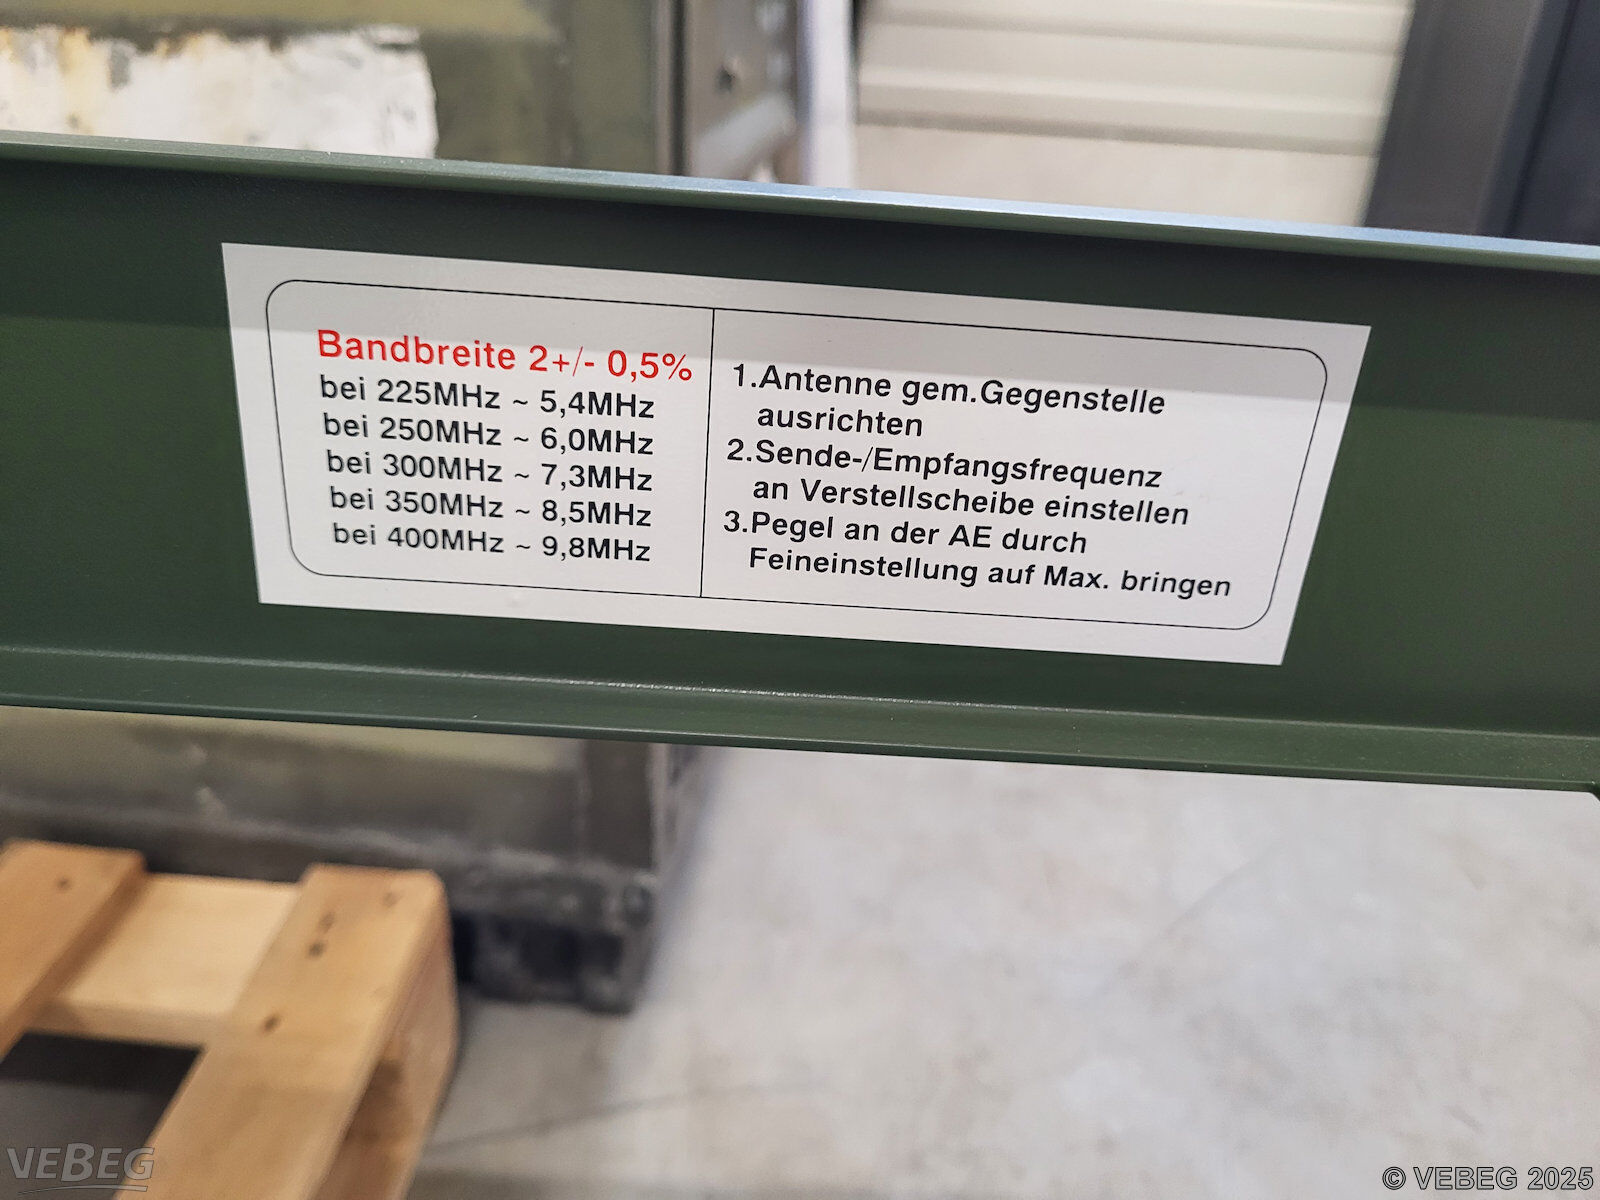 Bandbreite 2+/- 0,5%
bei 225MHz ~ 5,4MHz
bei 250MHz ~ 6,0MHz
bei 300MHz ~ 7,3MHz
bei 350MHz ~ 8,5MHz
bei 400MHz ~ 9,8MHz
1.Antenne gem.Gegenstelle
ausrichten
2.Sende-/Empfangsfrequenz
an Verstellscheibe einstellen
3.Pegel an der AE durch
Feineinstellung auf Max. bringen
VEBEG
© VEBEG 2025